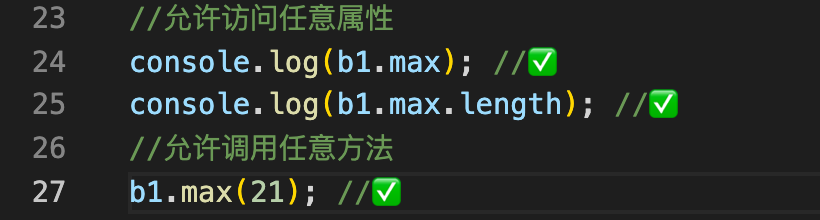 23 //允许访问任意属性
24 console.log(b1.max); //✅
25 console.log(b1.max.length); //✅
26 //允许调用任意方法
27 b1.max(21); //✅